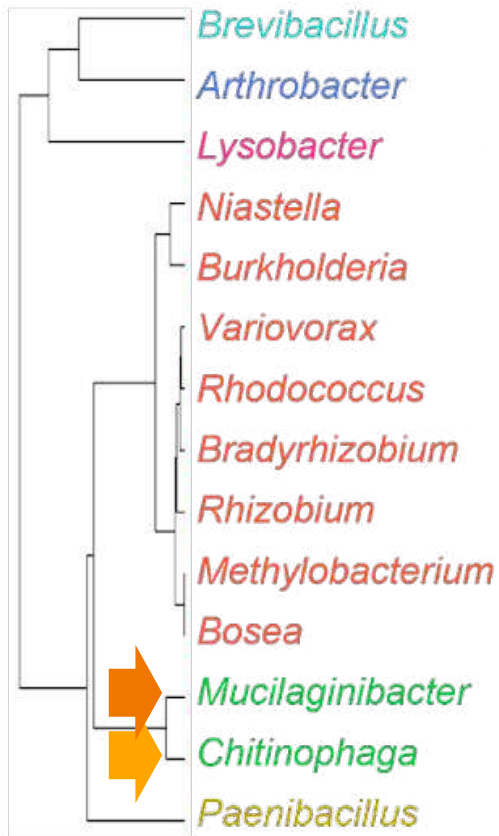 Brevibacillus
Arthrobacter
Lysobacter
Niastella
Burkholderia
Variovorax
Rhodococcus
Bradyrhizobium
Rhizobium
Methylobacterium
Bosea
Mucilaginibacter
Chitinophaga
Paenibacillus